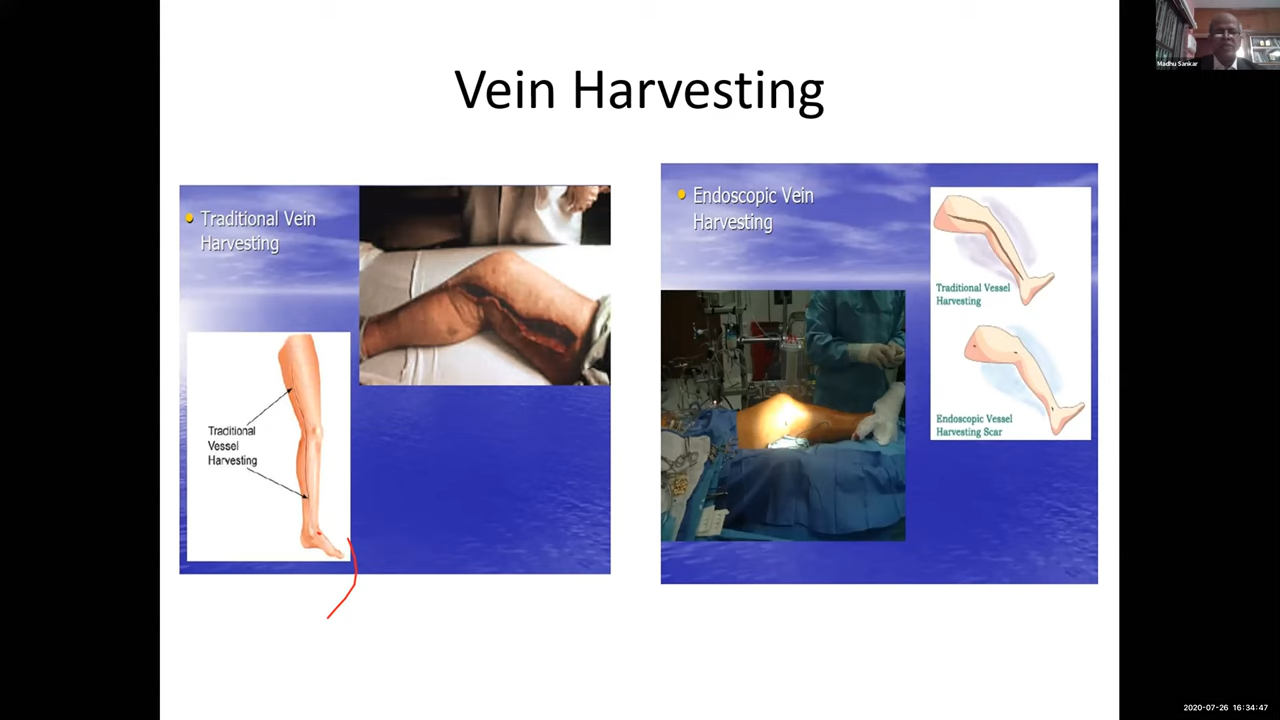 Vein Harvesting
Traditional Vein
Harvesting
Traditional
Vessel
Harvesting
Endoscopic Vein
Harvesting
Traditional Vessel
Harvesting
Endoscopic Vessel
Harvesting Scar
Madhu Sankar
2020-07-26 16:34:47